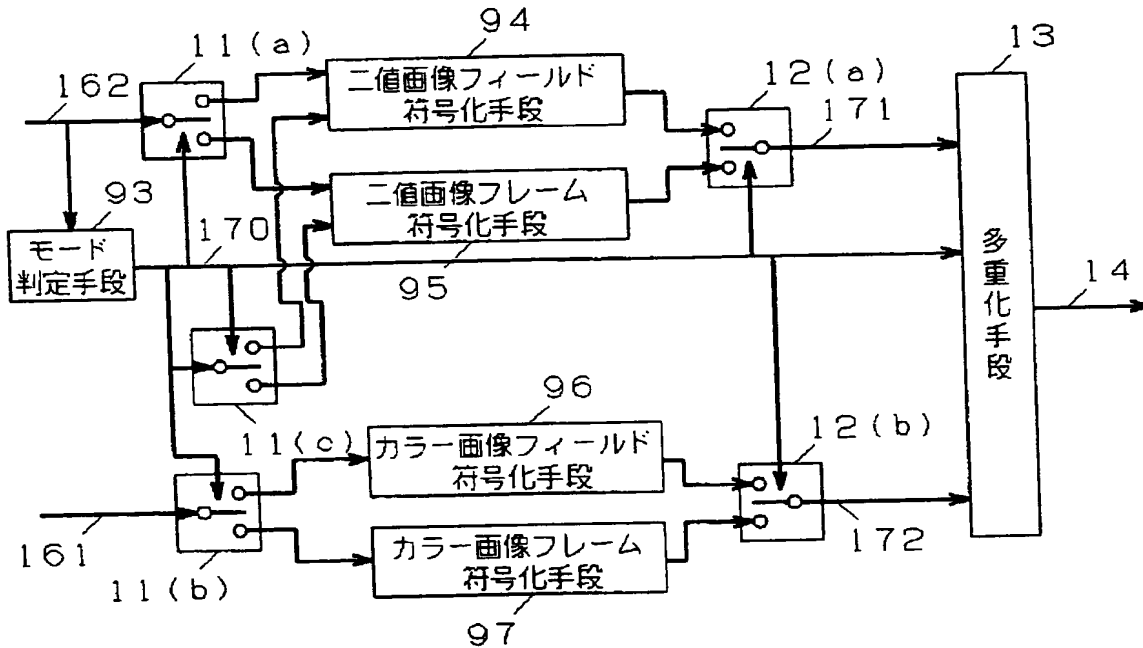 94
13
11(a)
162
二値画像フィールド
符号化手段
12(a)
171
93
170
二値画像フレーム
符号化手段
モード
判定手段
95
多重化手段
14
96
11(c)
カラー画像フィールド
符号化手段
12(b)
161
カラー画像フレーム
符号化手段
172
11(b)
97